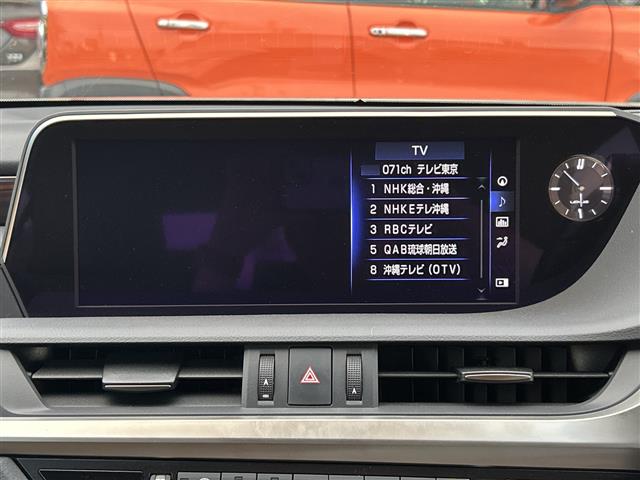 TV
071ch テレビ東京
1 NHK総合・沖縄
2 NHKEテレ沖縄
3 RBCテレビ
5 QAB琉球朝日放送
8 沖縄テレビ(OTV)
LEXUS